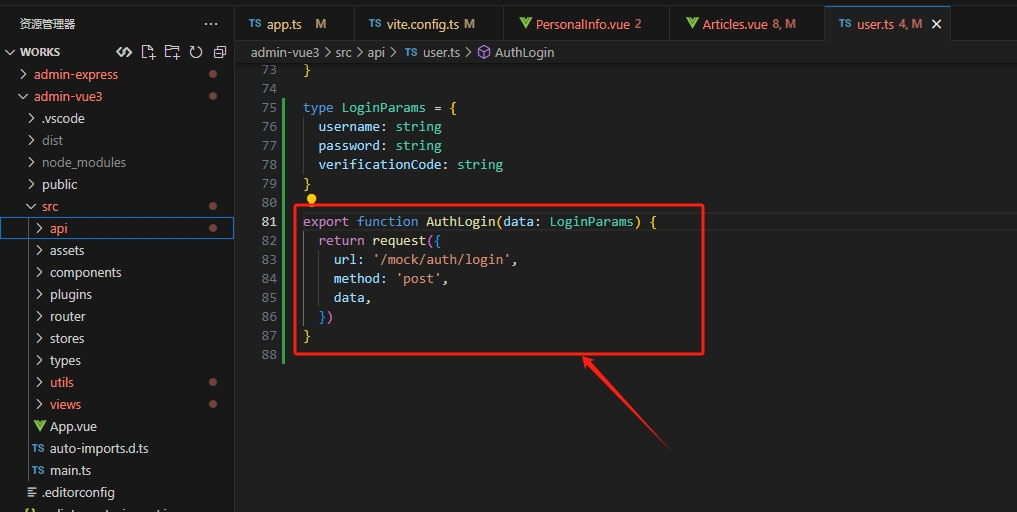 资源管理器 ···
WORKS
admin-express
admin-vue3
.vscode
dist
node_modules
public
src
api
assets
components
plugins
router
stores
types
utils
views
App.vue
TS auto-imports.d.ts
TS main.ts
.editorconfig
TS app.ts M
TS vite.config.ts M
PersonalInfo.vue 2
Articles.vue 8, M
TS user.ts 4, M
admin-vue3 > src > api > TS user.ts > AuthLogin
73 }
74
75 type LoginParams = {
76 username: string
77 password: string
78 verificationCode: string
79 }
80
81 export function AuthLogin(data: LoginParams) {
82 return request({
83 url: '/mock/auth/login',
84 method: 'post',
85 data,
86 })
87 }
88